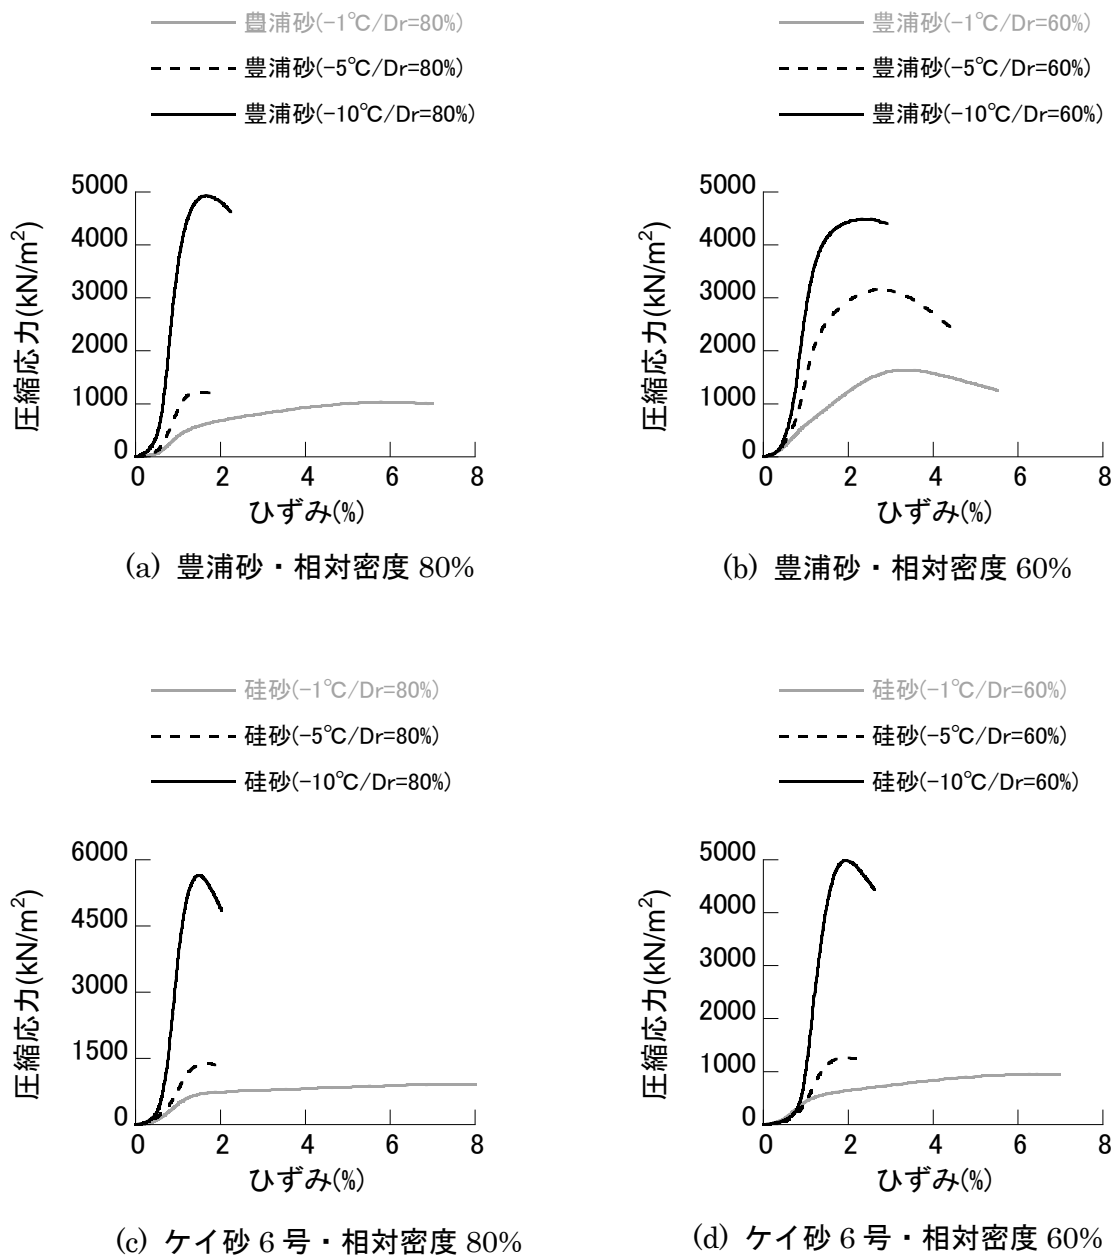 豊浦砂(-1℃/Dr=80%)
豊浦砂(-5℃/Dr=80%)
豊浦砂(-10℃/Dr=80%)
5000
4000
3000
2000
1000
0
圧縮応力(kN/m²)
0 2 4 6 8
ひずみ(%)
(a) 豊浦砂・相対密度 80%
豊浦砂(-1℃/Dr=60%)
豊浦砂(-5℃/Dr=60%)
豊浦砂(-10℃/Dr=60%)
5000
4000
3000
2000
1000
0
圧縮応力(kN/m²)
0 2 4 6 8
ひずみ(%)
(b) 豊浦砂・相対密度 60%
硅砂(-1℃/Dr=80%)
硅砂(-5℃/Dr=80%)
硅砂(-10℃/Dr=80%)
6000
4500
3000
1500
0
圧縮応力(kN/m²)
0 2 4 6 8
ひずみ(%)
(c) ケイ砂 6 号・相対密度 80%
硅砂(-1℃/Dr=60%)
硅砂(-5℃/Dr=60%)
硅砂(-10℃/Dr=60%)
5000
4000
3000
2000
1000
0
圧縮応力(kN/m²)
0 2 4 6 8
ひずみ(%)
(d) ケイ砂 6 号・相対密度 60%